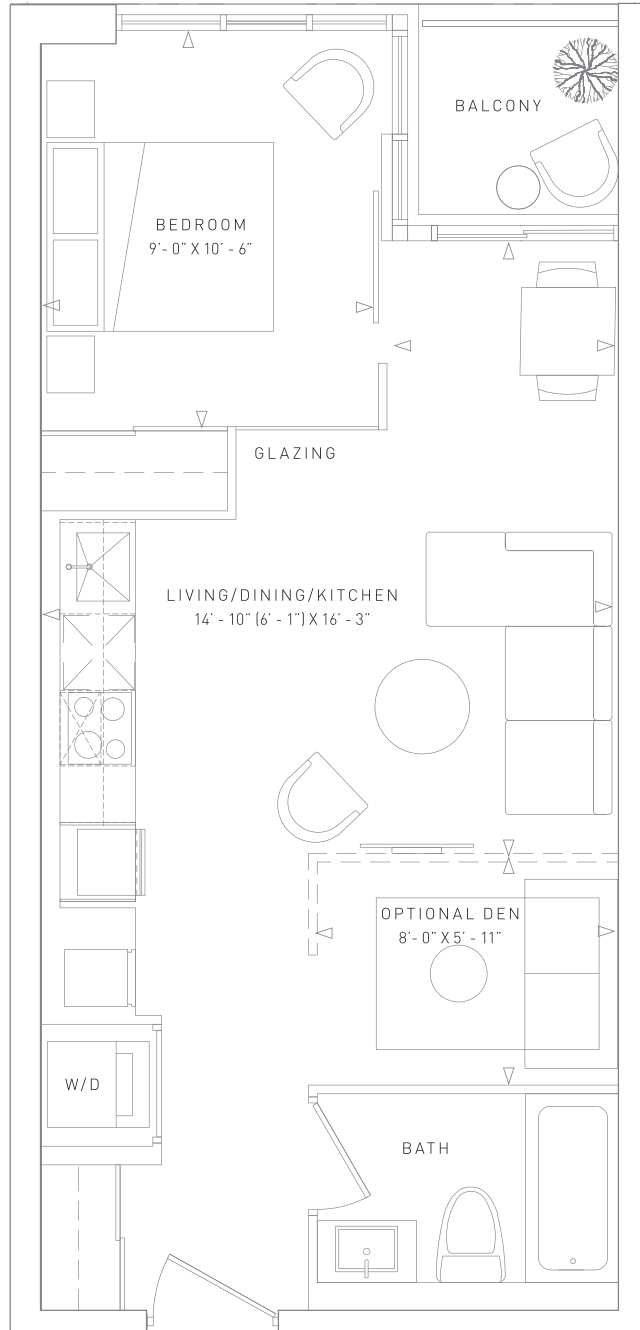 BALCONY
BEDROOM
9'-0" X 10'-6"
GLAZING
LIVING/DINING/KITCHEN
14'-10" (6'-1") X 16'-3"
OPTIONAL DEN
8'-0" X 5'-11"
W/D
BATH